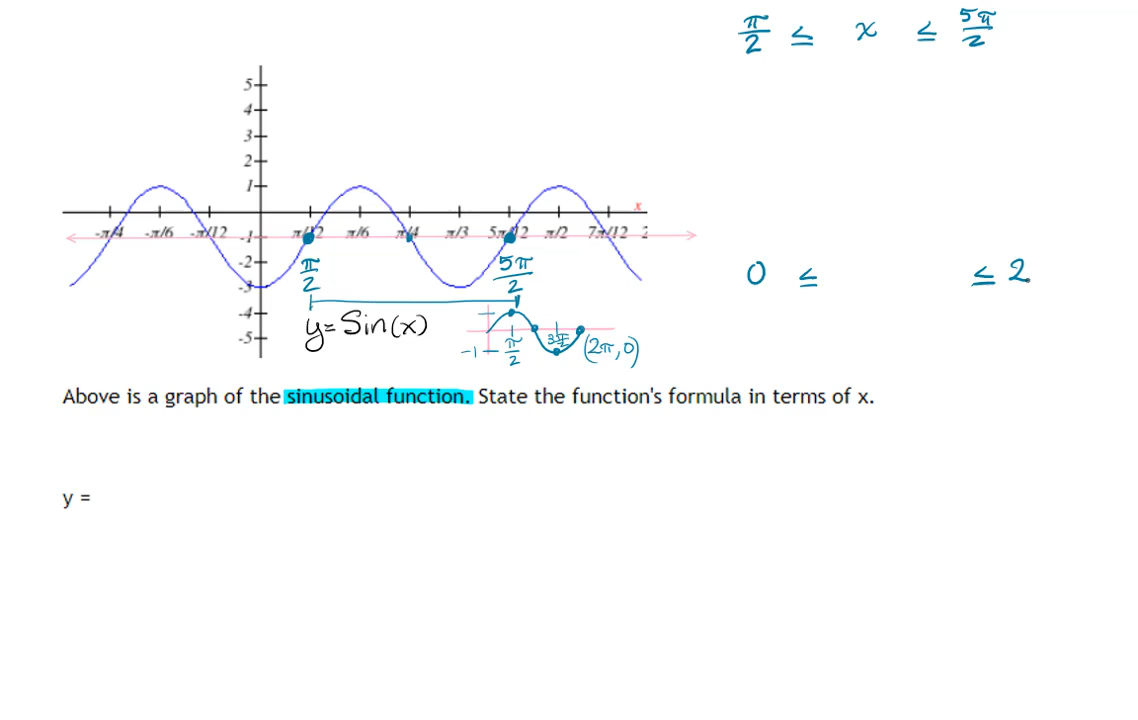 π/2 ≤ x ≤ 5π/2
5
4
3
2
1
x
-π/4 -π/6 -π/12 -1 π/12 π/6 π/4 π/3 5π/12 π/2 7π/12 2
-2
π/2 5π/2
0 ≤ ≤ 2
-3
-4
y = Sin(x)
-1 π/2 3π/2 (2π, 0)
-5
Above is a graph of the sinusoidal function. State the function's formula in terms of x.
y =